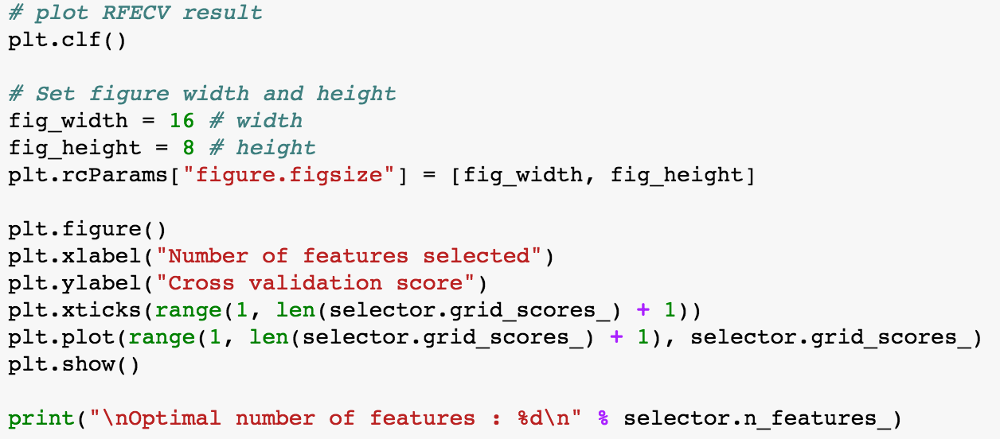 # plot RFECV result
plt.clf()
# Set figure width and height
fig_width = 16 # width
fig_height = 8 # height
plt.rcParams["figure.figsize"] = [fig_width, fig_height]
plt.figure()
plt.xlabel("Number of features selected")
plt.ylabel("Cross validation score")
plt.xticks(range(1, len(selector.grid_scores_) + 1))
plt.plot(range(1, len(selector.grid_scores_) + 1), selector.grid_scores_)
plt.show()
print("\nOptimal number of features : %d\n" % selector.n_features_)